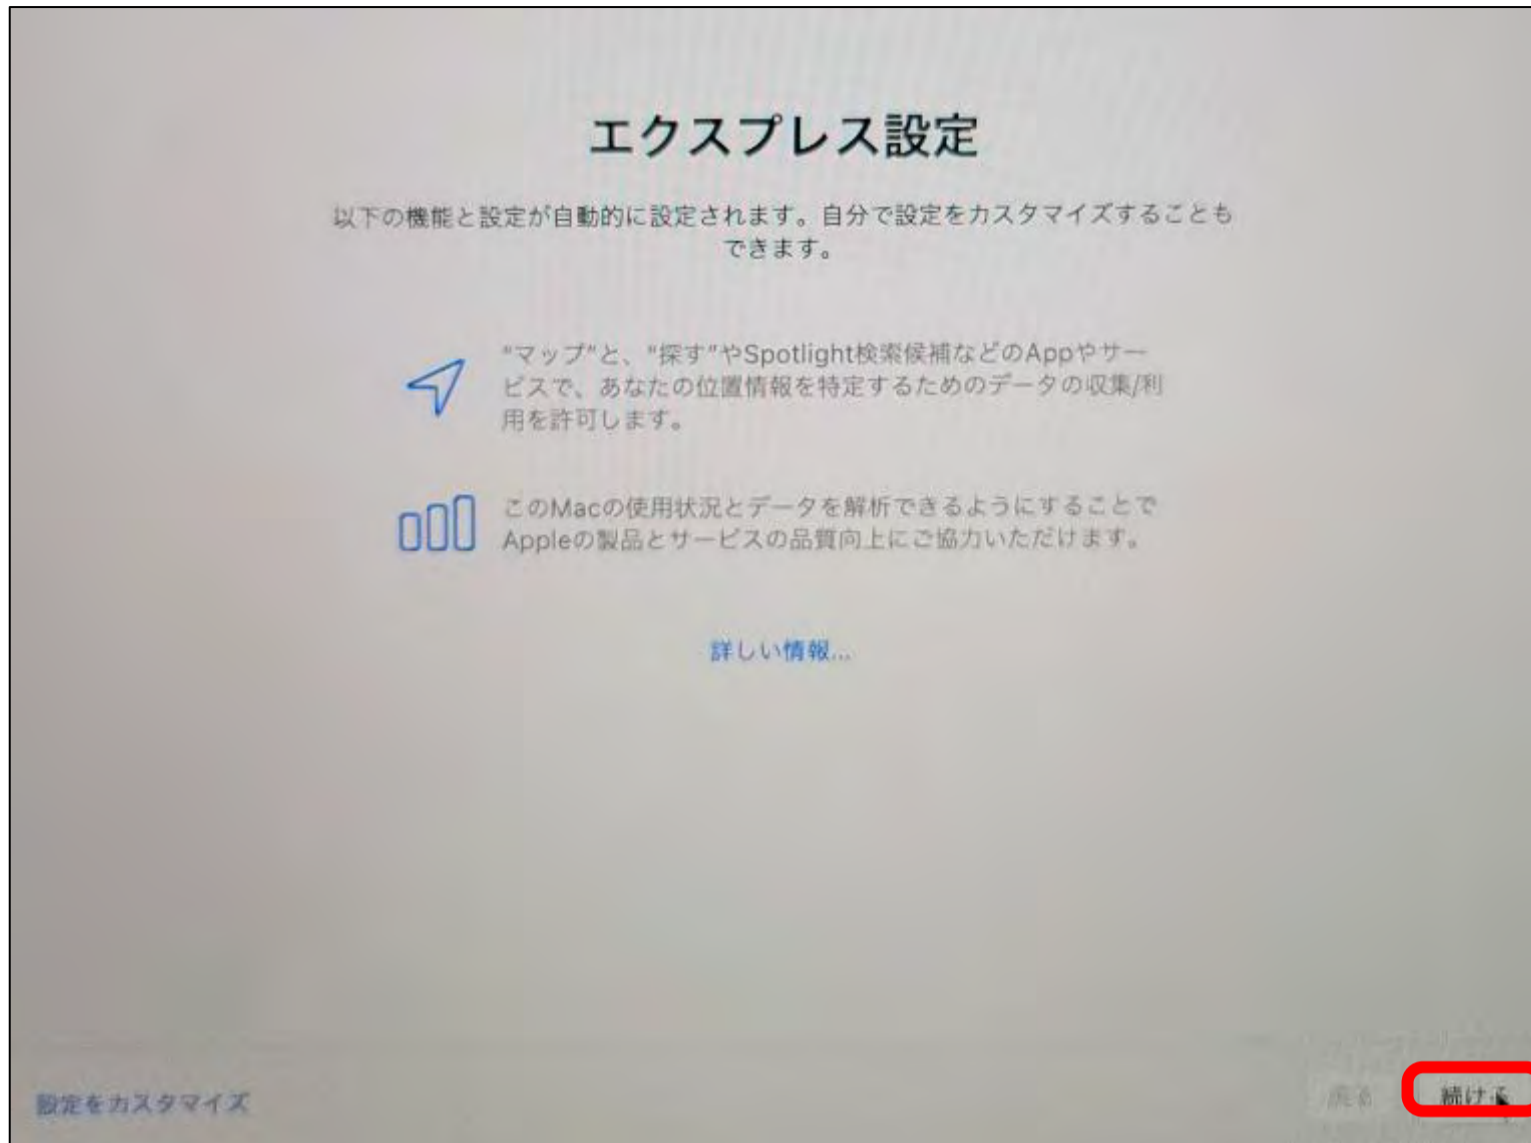 エクスプレス設定
以下の機能と設定が自動的に設定されます。自分で設定をカスタマイズすることも
できます。
"マップ"と、"探す"やSpotlight検索候補などのAppやサー
ビスで、あなたの位置情報を特定するためのデータの収集/利
用を許可します。
このMacの使用状況とデータを解析できるようにすることで
Appleの製品とサービスの品質向上にご協力いただけます。
詳しい情報...
設定をカスタマイズ
戻る
続ける